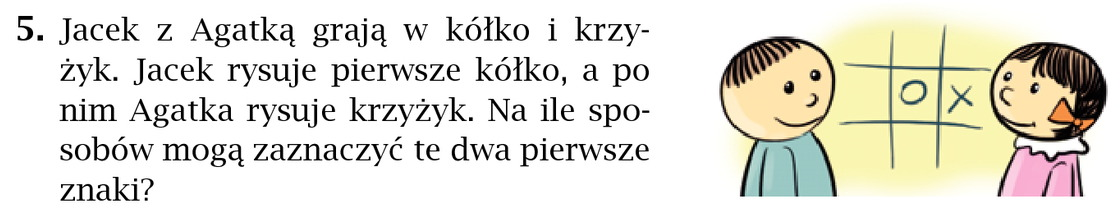 5. Jacek z Agatką grają w kółko i krzy-
żyk. Jacek rysuje pierwsze kółko, a po
nim Agatka rysuje krzyżyk. Na ile spo-
sobów mogą zaznaczyć te dwa pierwsze
znaki?
O X